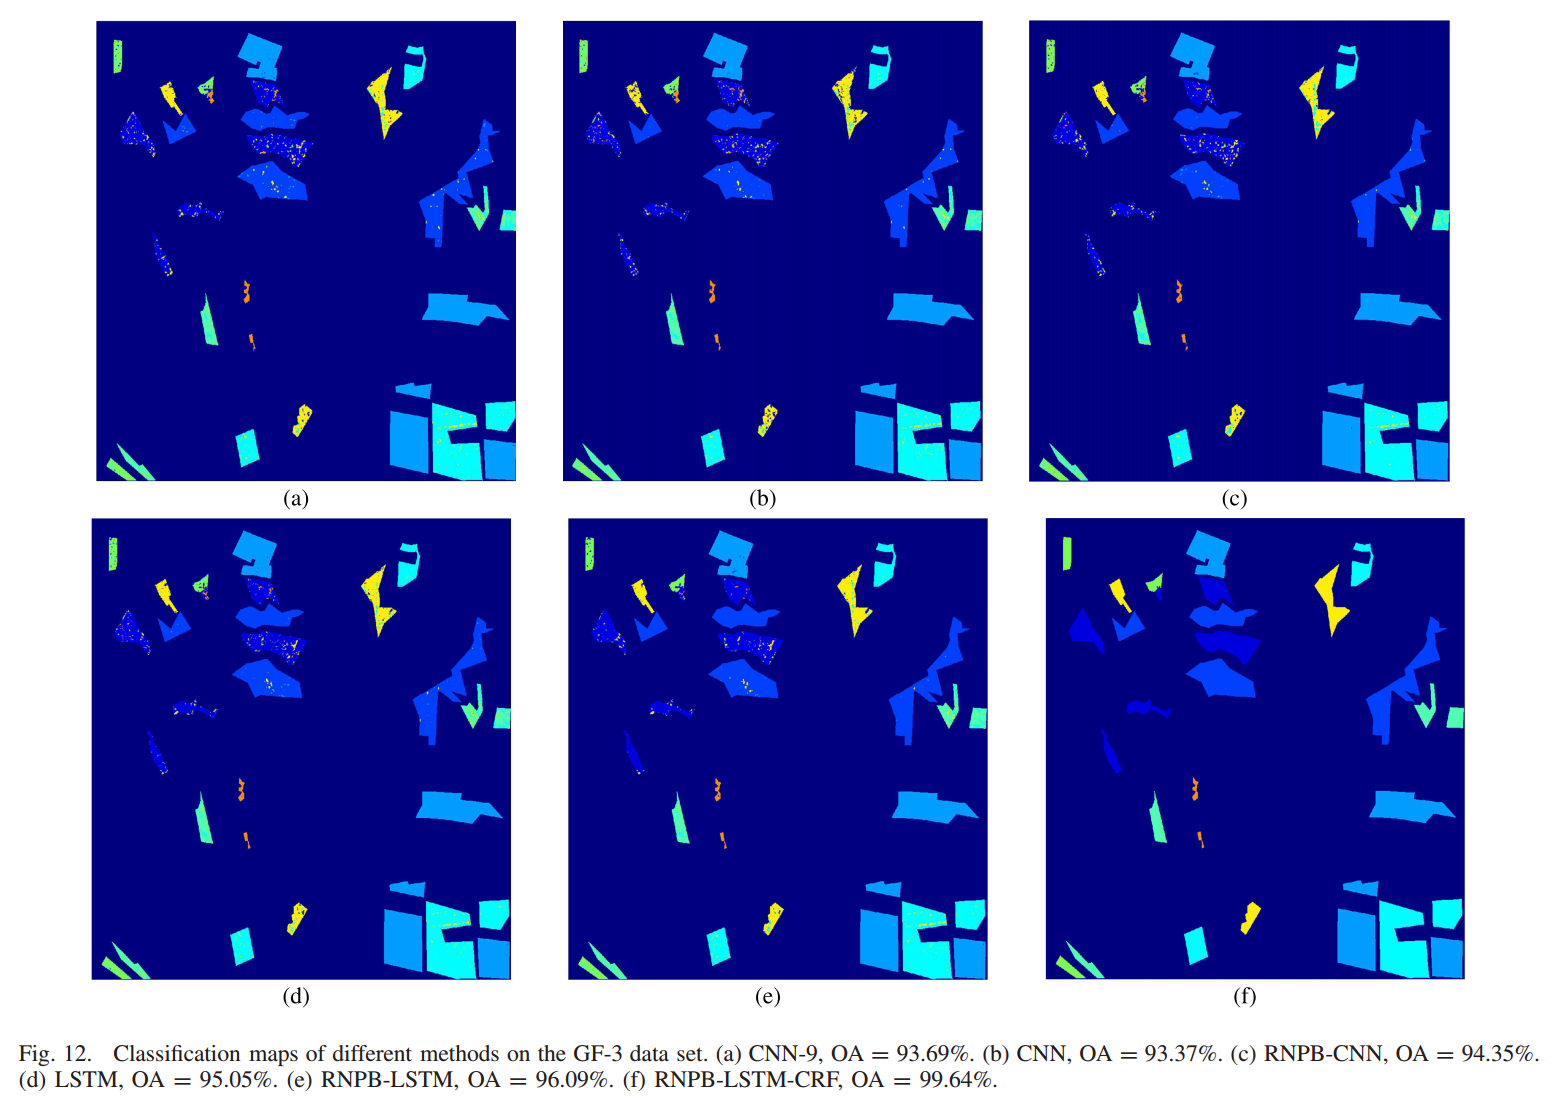 (a)
(b)
(c)
(d)
(e)
(f)
Fig. 12. Classification maps of different methods on the GF-3 data set. (a) CNN-9, OA = 93.69%. (b) CNN, OA = 93.37%. (c) RNPB-CNN, OA = 94.35%.
(d) LSTM, OA = 95.05%. (e) RNPB-LSTM, OA = 96.09%. (f) RNPB-LSTM-CRF, OA = 99.64%.